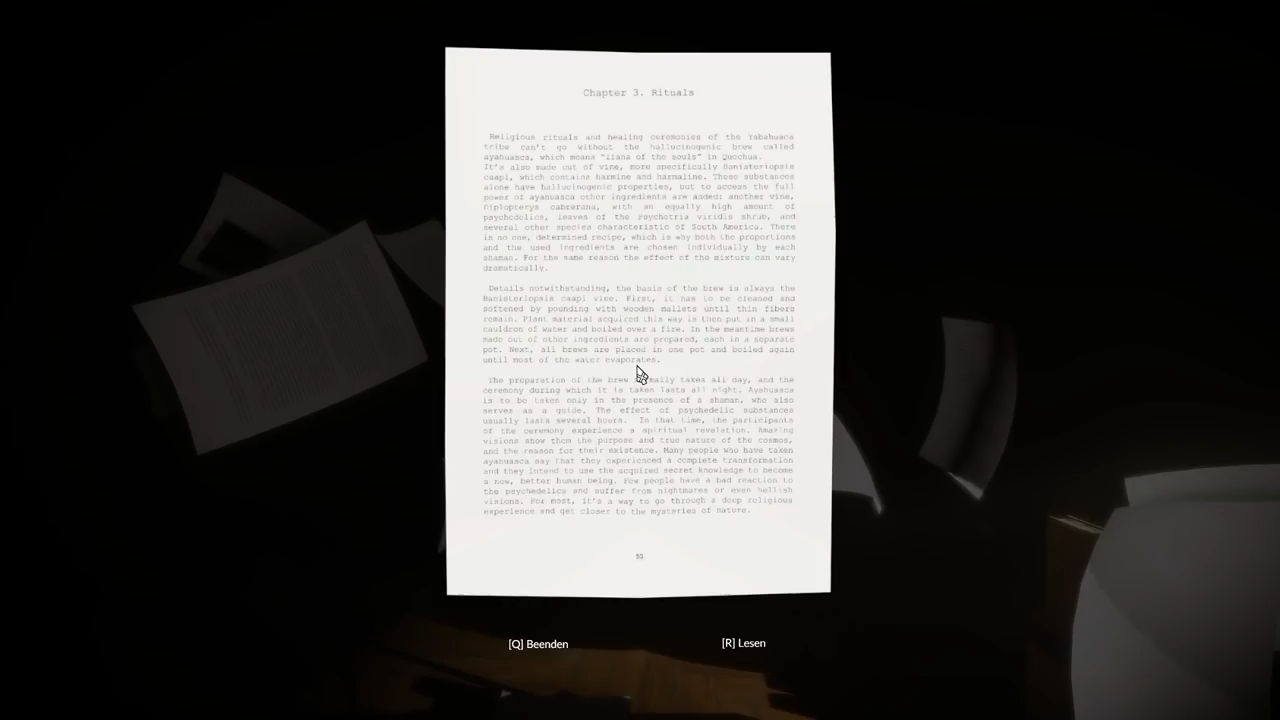 Chapter 3. Rituals
Religious rituals and healing ceremonies of the Yabahuaca
tribe can't go without the hallucinogenic brew called
ayahuasca, which means "liana of the souls" in Quechua.
It's also made out of vine, more specifically Banisteriopsis
caapi, which contains harmine and harmaline. These substances
alone have hallucinogenic properties, but to access the full
power of ayahuasca other ingredients are added: another vine,
Diplopterys cabrerana, with an equally high amount of
psychedelics, leaves of the Psychotria viridis shrub, and
several other species characteristic of South America. There
is no one, determined recipe, which is why both the proportions
and the used ingredients are chosen individually by each
shaman. For the same reason the effect of the mixture can vary
dramatically.
Details notwithstanding, the basis of the brew is always the
Banisteriopsis caapi vine. First, it has to be cleaned and
softened by pounding with wooden mallets until thin fibers
remain. Plant material acquired this way is then put in a small
cauldron of water and boiled over a fire. In the meantime brews
made out of other ingredients are prepared, each in a separate
pot. Next, all brews are placed in one pot and boiled again
until most of the water evaporates.
The preparation of the brew normally takes all day, and the
ceremony during which it is taken lasts all night. Ayahuasca
is to be taken only in the presence of a shaman, who also
serves as a guide. The effect of psychedelic substances
usually lasts several hours. In that time, the participants
of the ceremony experience a spiritual revelation. Amazing
visions show them the purpose and true nature of the cosmos,
and the reason for their existence. Many people who have taken
ayahuasca say that they experienced a complete transformation
and they intend to use the acquired secret knowledge to become
a new, better human being. Few people have a bad reaction to
the psychedelics and suffer from nightmares or even hellish
visions. For most, it's a way to go through a deep religious
experience and get closer to the mysteries of nature.
53
[Q] Beenden [R] Lesen